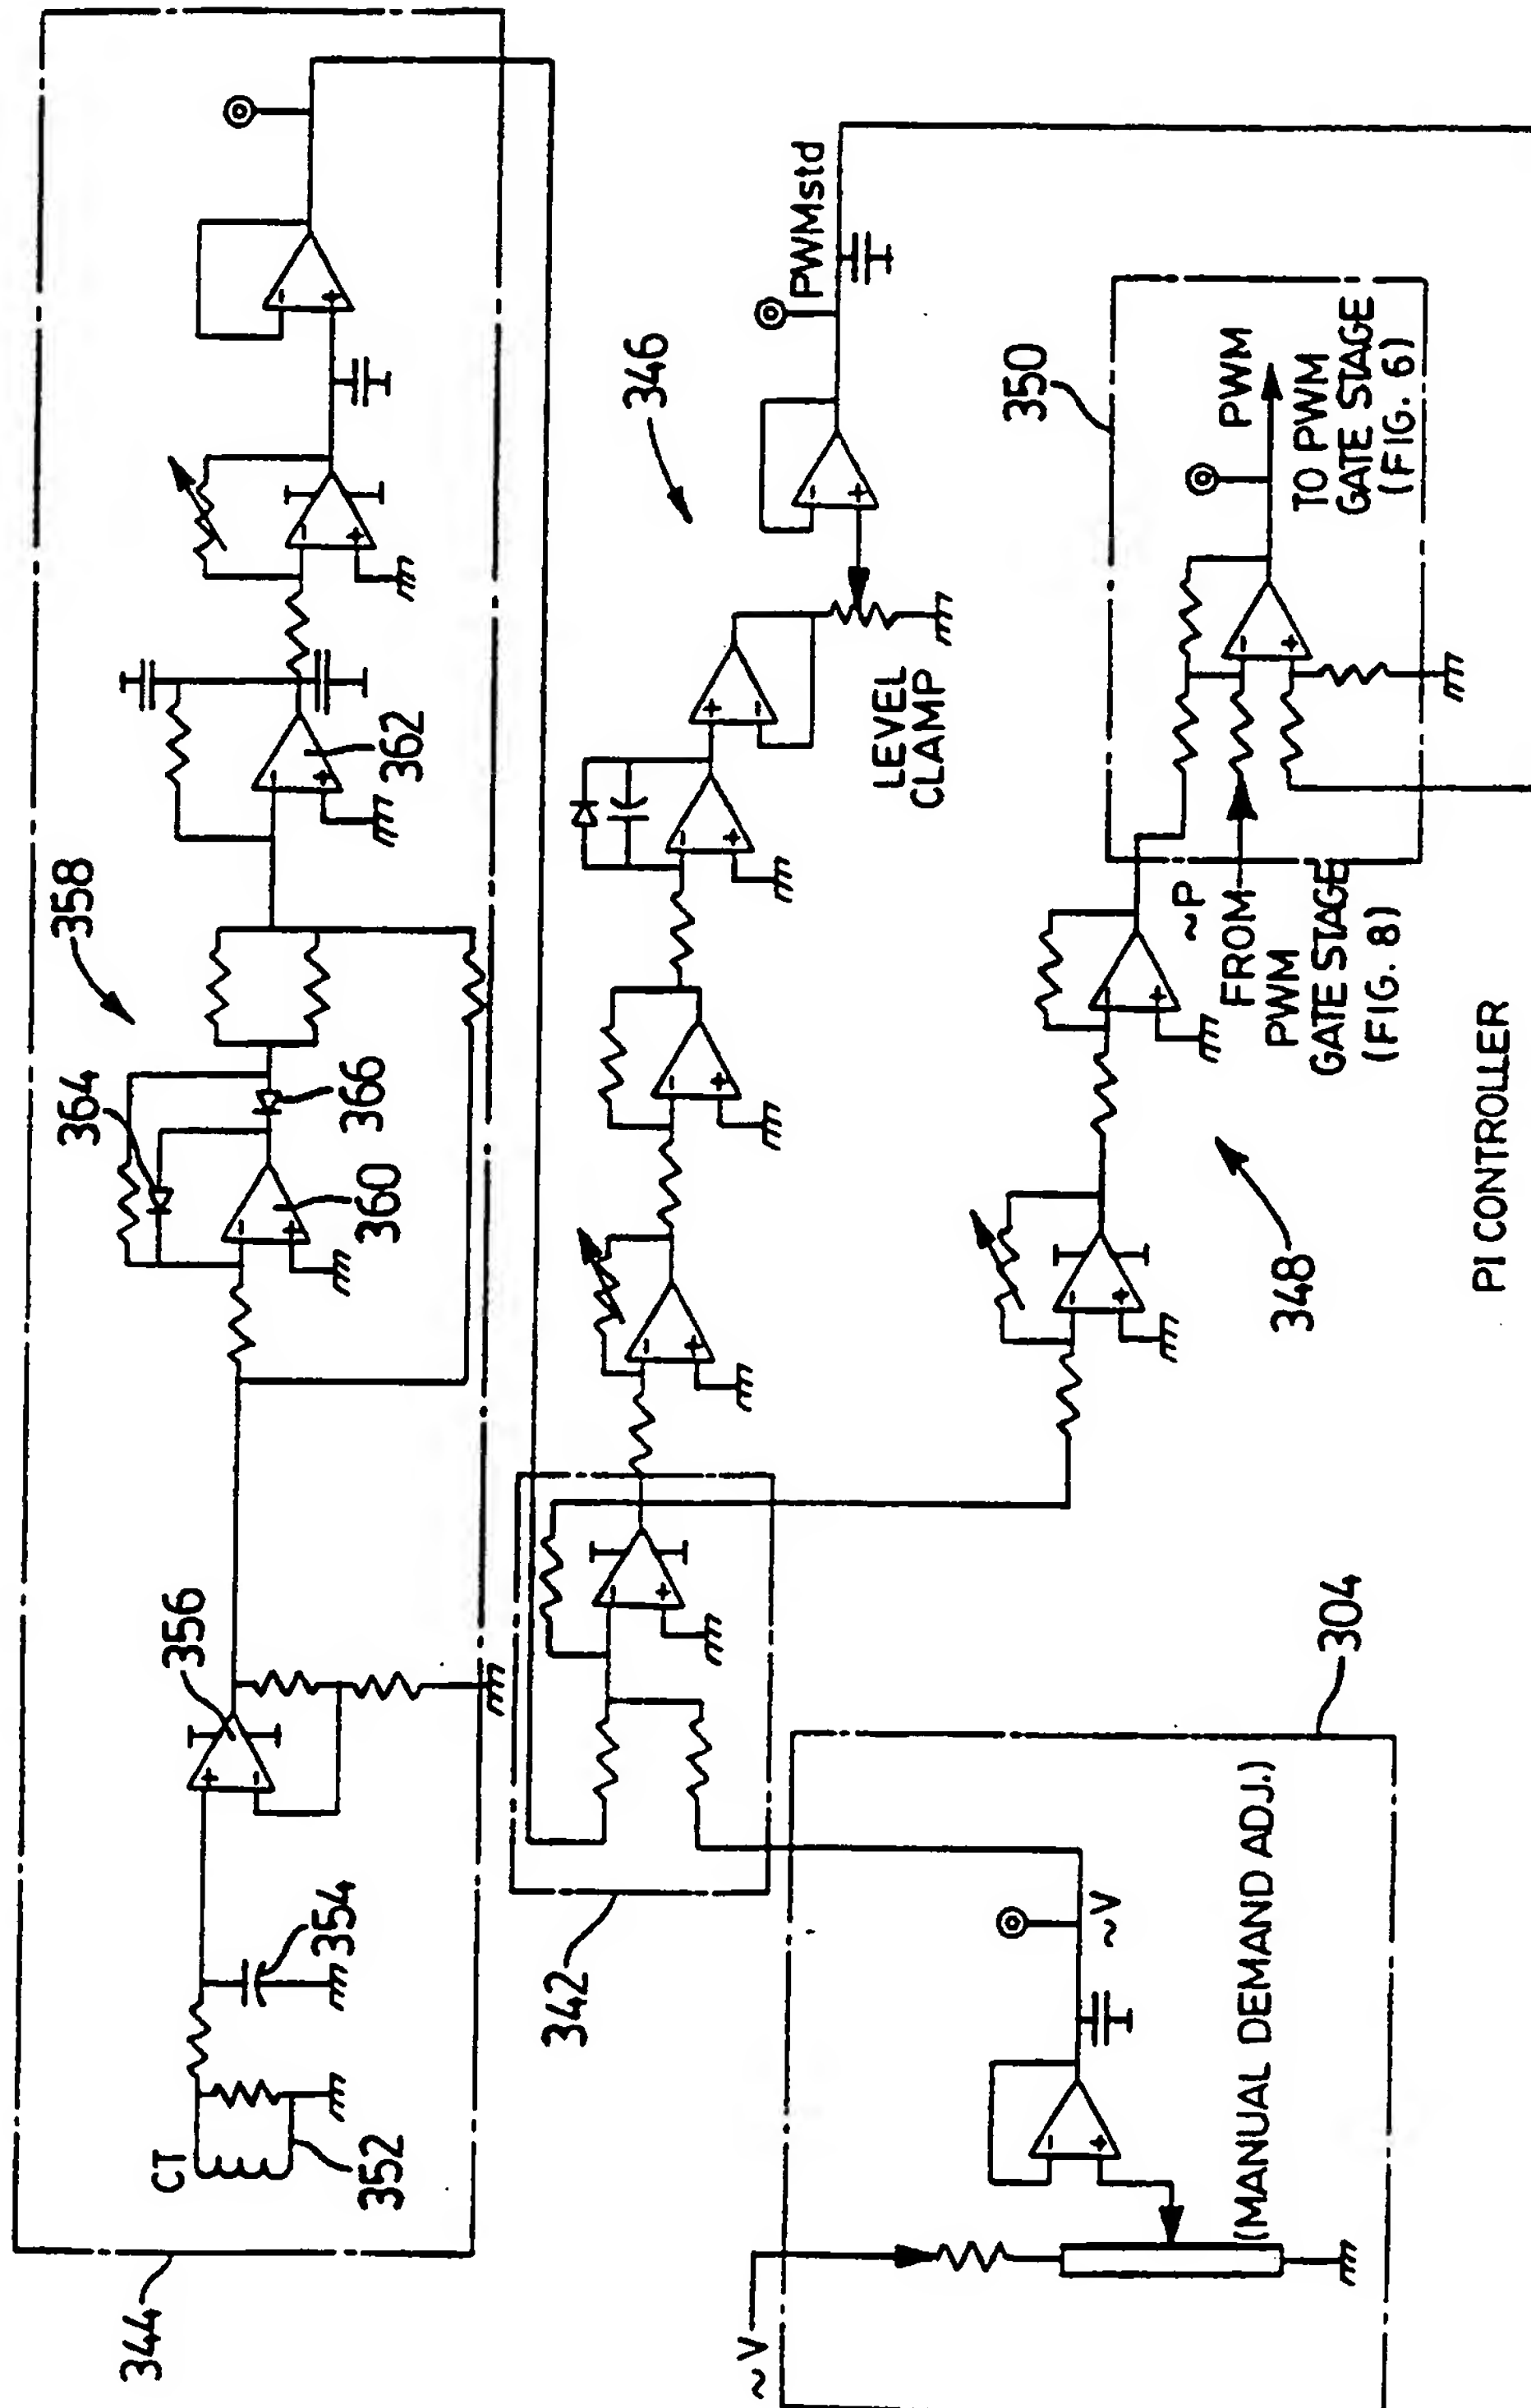 344
CT
352
354
356
358
364
360
366
362
342
346
PWMstd
LEVEL
CLAMP
350
PWM
TO PWM
GATE STAGE
(FIG. 6)
~P
FROM
PWM
GATE STAGE
(FIG. 8)
348
PI CONTROLLER
304
~V
~V
(MANUAL DEMAND ADJ.)